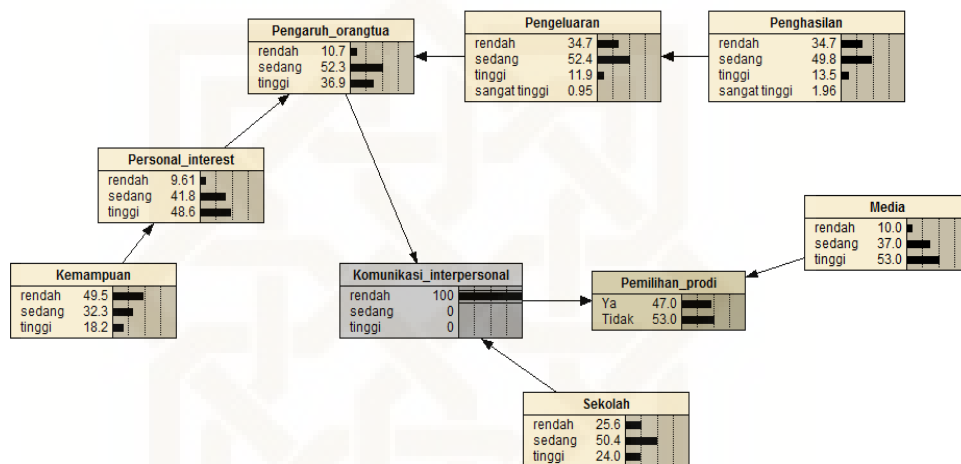 Pengaruh_orangtua
rendah 10.7
sedang 52.3
tinggi 36.9
Pengeluaran
rendah 34.7
sedang 52.4
tinggi 11.9
sangat tinggi 0.95
Penghasilan
rendah 34.7
sedang 49.8
tinggi 13.5
sangat tinggi 1.96
Personal_interest
rendah 9.61
sedang 41.8
tinggi 48.6
Media
rendah 10.0
sedang 37.0
tinggi 53.0
Kemampuan
rendah 49.5
sedang 32.3
tinggi 18.2
Komunikasi_interpersonal
rendah 100
sedang 0
tinggi 0
Pemilihan_prodi
Ya 47.0
Tidak 53.0
Sekolah
rendah 25.6
sedang 50.4
tinggi 24.0